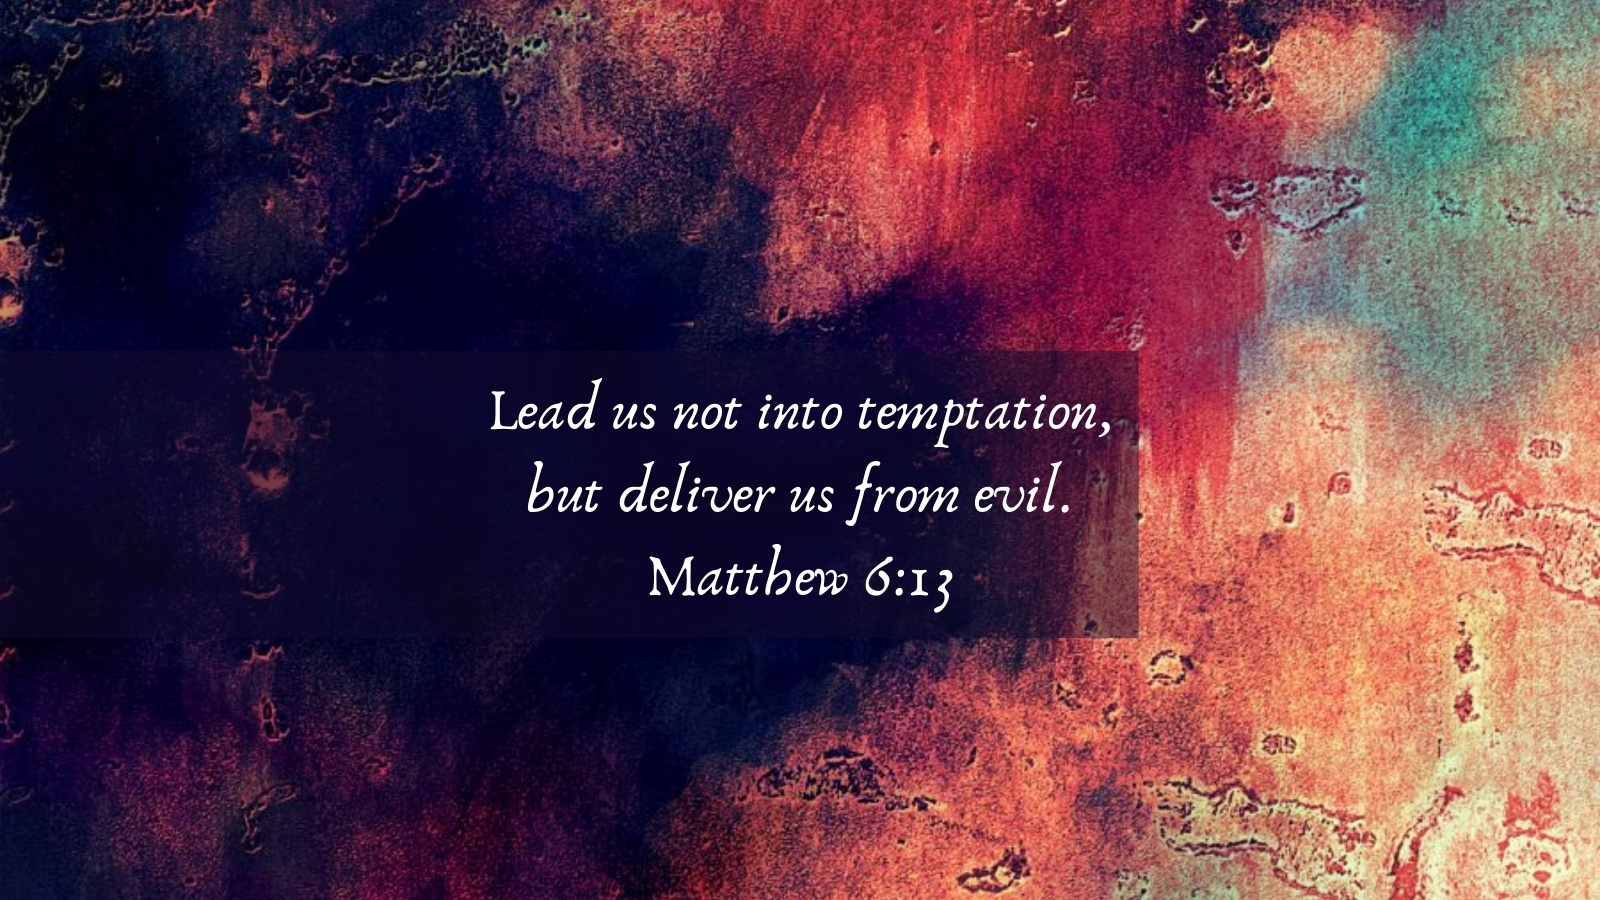 Lead us not into temptation,
but deliver us from evil.
Matthew 6:13